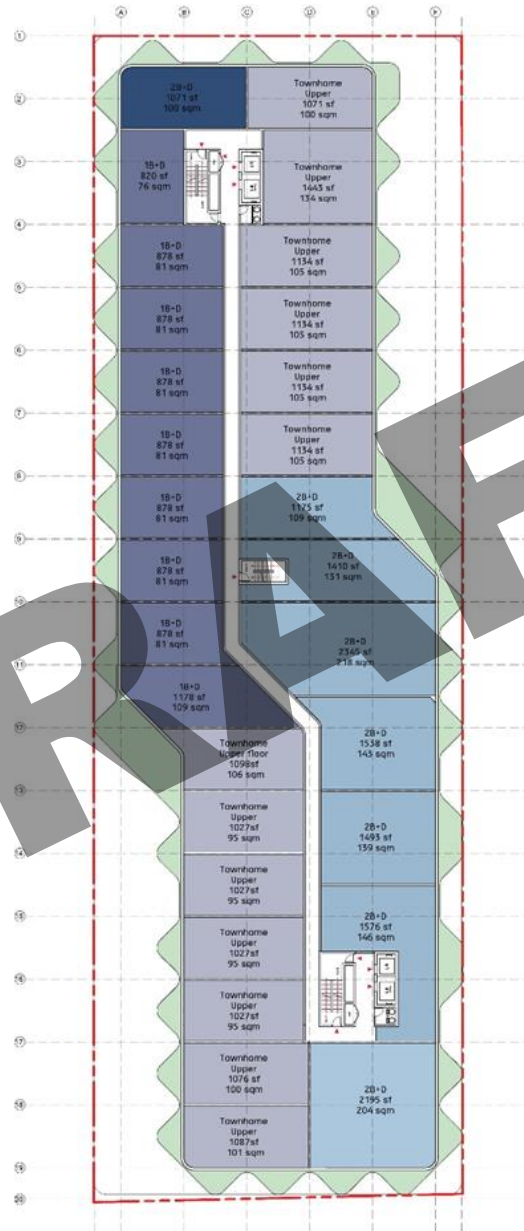 A B C D E F
1
2
3
4
5
6
7
8
9
10
11
12
13
14
15
16
17
18
19
20
2B+D
1071 sf
100 sqm
Townhome
Upper
1071 sf
100 sqm
1B+D
820 sf
76 sqm
Townhome
Upper
1443 sf
134 sqm
1B+D
878 sf
81 sqm
Townhome
Upper
1134 sf
105 sqm
1B+D
878 sf
81 sqm
Townhome
Upper
1134 sf
105 sqm
1B+D
878 sf
81 sqm
Townhome
Upper
1134 sf
105 sqm
1B+D
878 sf
81 sqm
Townhome
Upper
1134 sf
105 sqm
1B+D
878 sf
81 sqm
2B+D
1175 sf
109 sqm
1B+D
878 sf
81 sqm
2B+D
1410 sf
131 sqm
1B+D
878 sf
81 sqm
2B+D
2345 sf
218 sqm
1B+D
1178 sf
109 sqm
2B+D
1538 sf
143 sqm
Townhome
Upper floor
1098sf
106 sqm
Townhome
Upper
1027sf
95 sqm
2B+D
1493 sf
139 sqm
Townhome
Upper
1027sf
95 sqm
Townhome
Upper
1027sf
95 sqm
2B+D
1576 sf
146 sqm
Townhome
Upper
1027sf
95 sqm
Townhome
Upper
1076 sf
100 sqm
2B+D
2195 sf
204 sqm
Townhome
Upper
1087sf
101 sqm
RAF